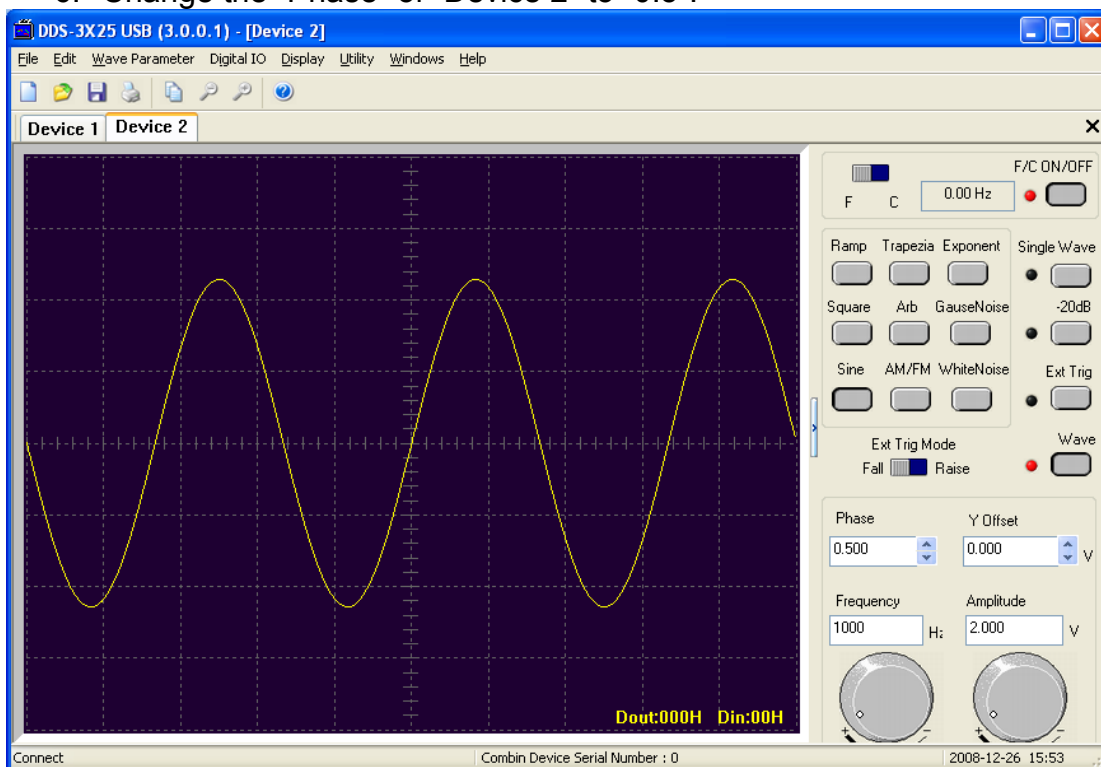 Change the "Phase" of "Device 2" to "0.5".
DDS-3X25 USB (3.0.0.1) - [Device 2]
File Edit Wave Parameter Digital IO Display Utility Windows Help
Device 1 Device 2
F/C ON/OFF
F C 0.00 Hz
Ramp Trapezia Exponent Single Wave
Square Arb GauseNoise -20dB
Sine AM/FM WhiteNoise Ext Trig
Ext Trig Mode Wave
Fall Raise
Phase Y Offset
0.500 0.000 V
Frequency Amplitude
1000 Hz 2.000 V
Dout:000H Din:00H
+ - + -
Connect Combin Device Serial Number : 0 2008-12-26 15:53